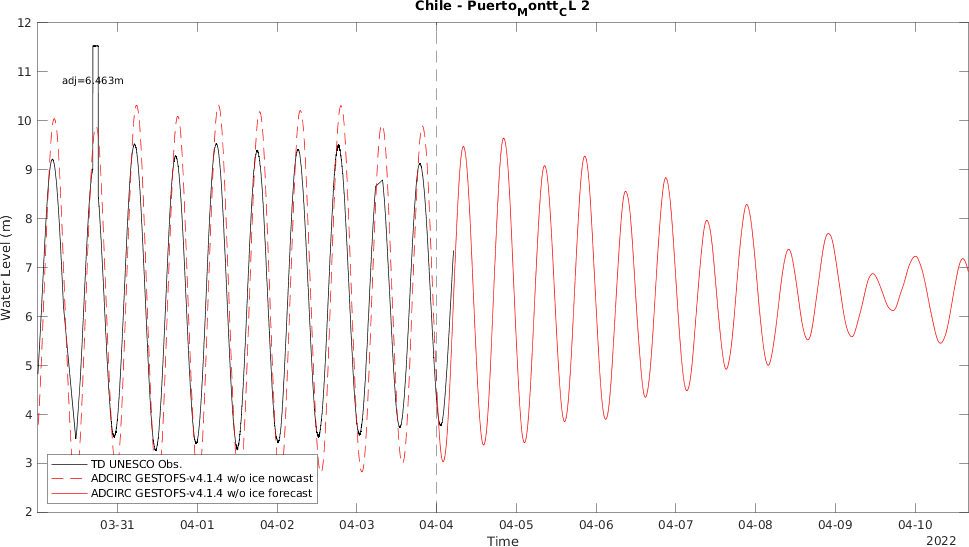 Chile - Puerto_Montt_CL 2
12
11
10
9
8
7
6
5
4
3
2
Water Level (m)
adj=6.463m
TD UNESCO Obs.
ADCIRC GESTOFS-v4.1.4 w/o ice nowcast
ADCIRC GESTOFS-v4.1.4 w/o ice forecast
03-31 04-01 04-02 04-03 04-04 04-05 04-06 04-07 04-08 04-09 04-10
Time
2022